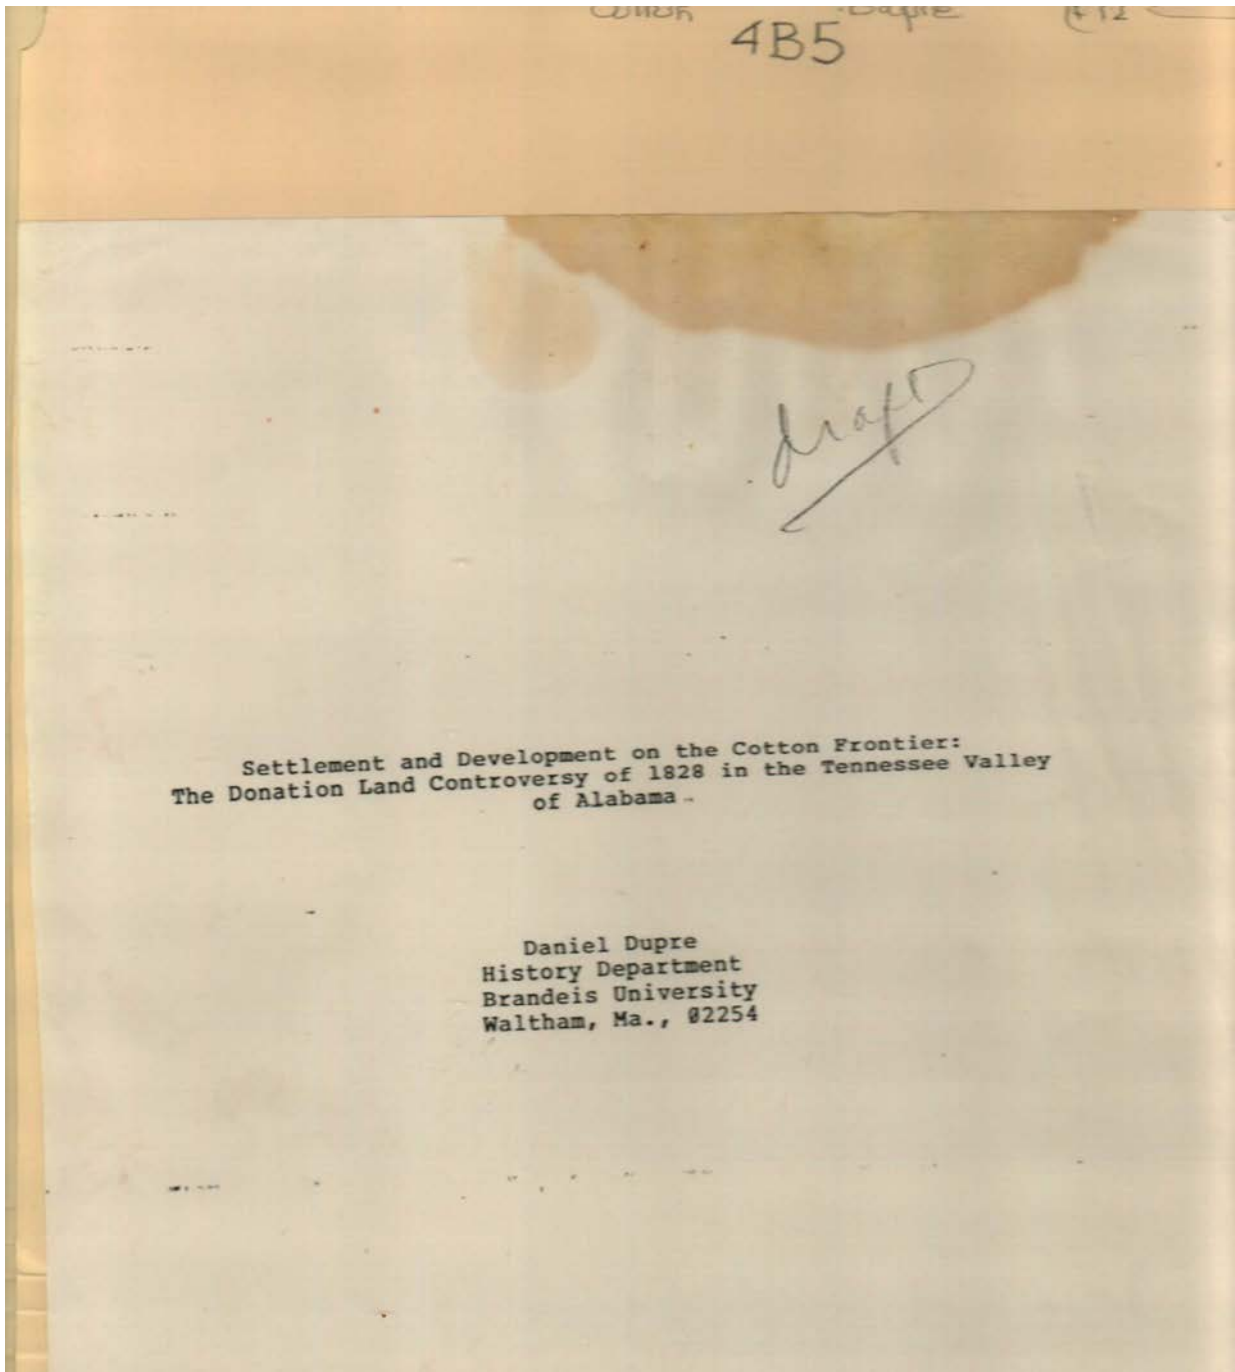 Dupre
4B5
draft
Settlement and Development on the Cotton Frontier:
The Donation Land Controversy of 1828 in the Tennessee Valley
of Alabama
Daniel Dupre
History Department
Brandeis University
Waltham, Ma., 02254